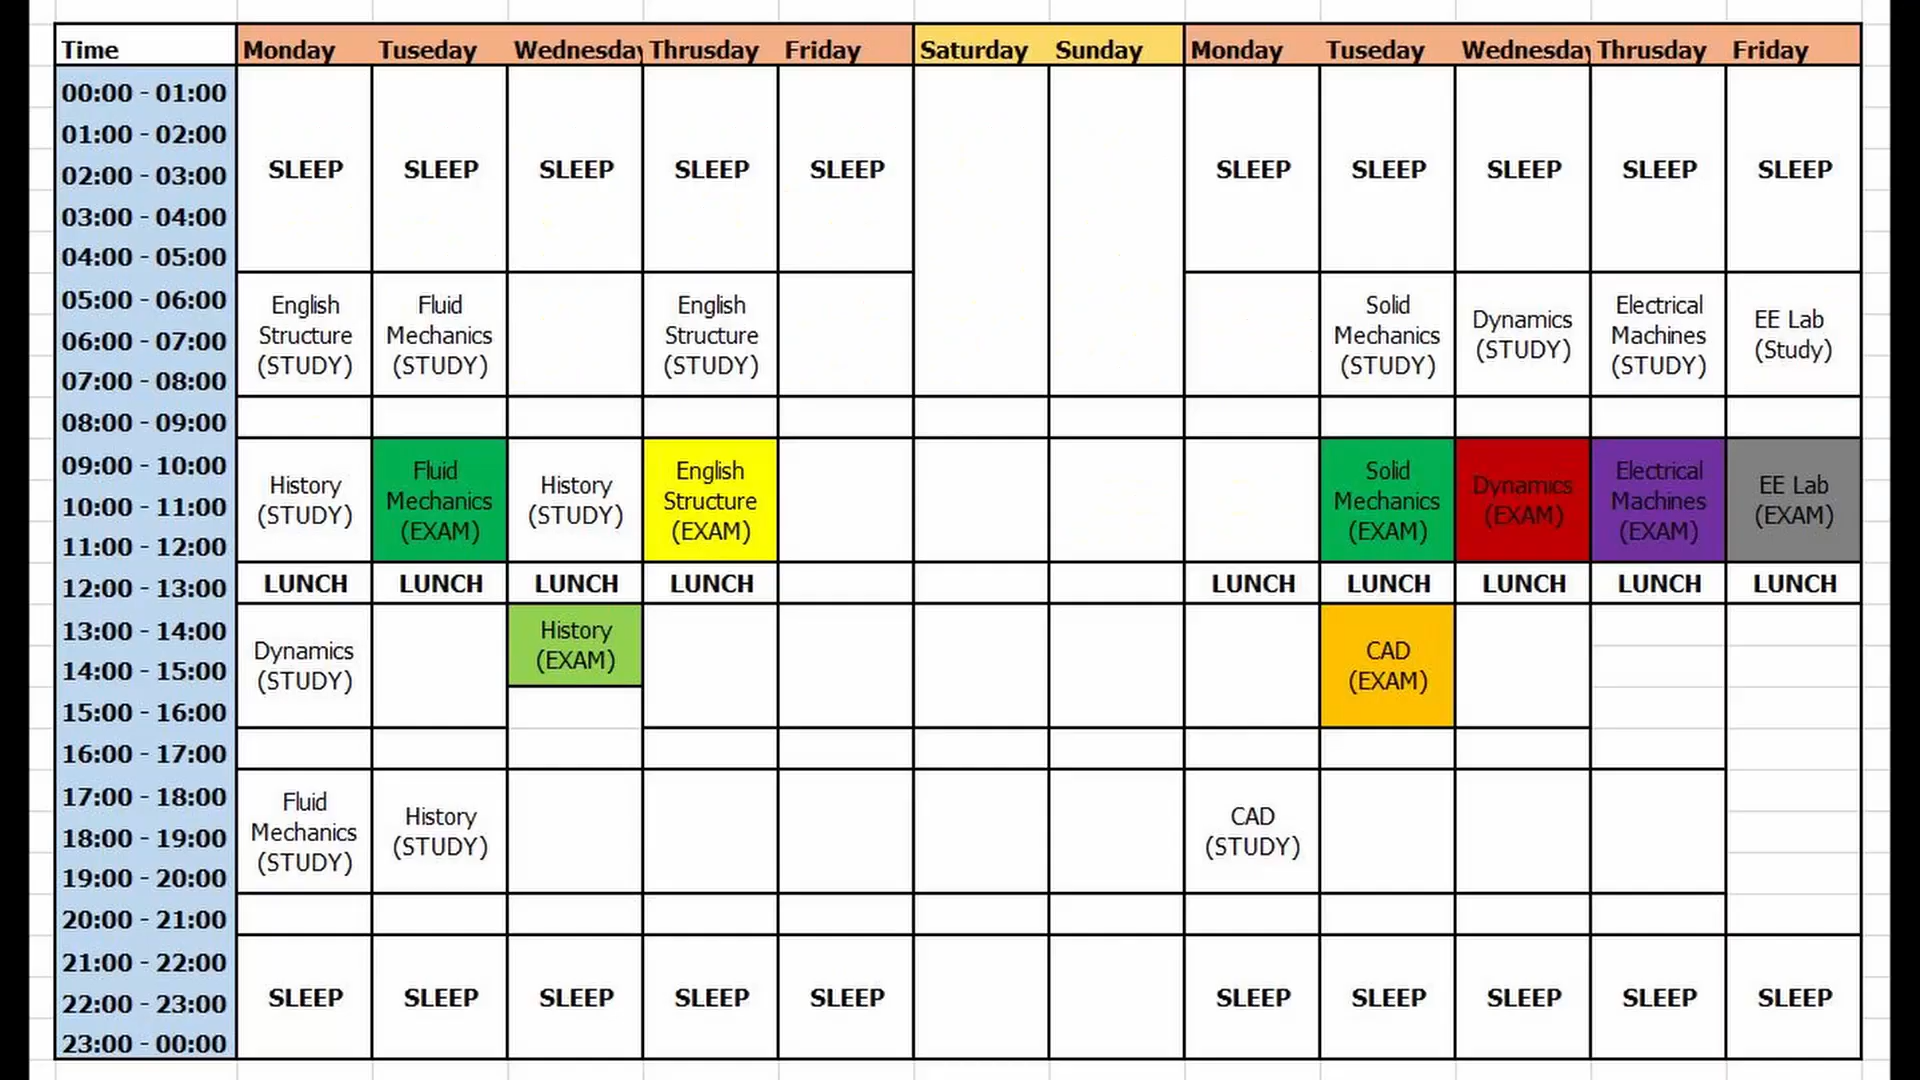 Time Monday Tuseday Wednesday Thrusday Friday Saturday Sunday Monday Tuseday Wednesday Thrusday Friday
00:00 - 01:00
01:00 - 02:00
02:00 - 03:00 SLEEP SLEEP SLEEP SLEEP SLEEP SLEEP SLEEP SLEEP SLEEP SLEEP
03:00 - 04:00
04:00 - 05:00
05:00 - 06:00 English Fluid English Solid Dynamics Electrical EE Lab
06:00 - 07:00 Structure Mechanics Structure Mechanics (STUDY) Machines (Study)
07:00 - 08:00 (STUDY) (STUDY) (STUDY) (STUDY) (STUDY)
08:00 - 09:00
09:00 - 10:00 History Fluid History English Solid Dynamics Electrical EE Lab
10:00 - 11:00 (STUDY) Mechanics (STUDY) Structure Mechanics (EXAM) Machines (EXAM)
11:00 - 12:00 (EXAM) (EXAM) (EXAM) (EXAM)
12:00 - 13:00 LUNCH LUNCH LUNCH LUNCH LUNCH LUNCH LUNCH LUNCH LUNCH
13:00 - 14:00 Dynamics History CAD
14:00 - 15:00 (STUDY) (EXAM) (EXAM)
15:00 - 16:00
16:00 - 17:00
17:00 - 18:00 Fluid History CAD
18:00 - 19:00 Mechanics (STUDY) (STUDY)
19:00 - 20:00 (STUDY)
20:00 - 21:00
21:00 - 22:00
22:00 - 23:00 SLEEP SLEEP SLEEP SLEEP SLEEP SLEEP SLEEP SLEEP SLEEP SLEEP
23:00 - 00:00